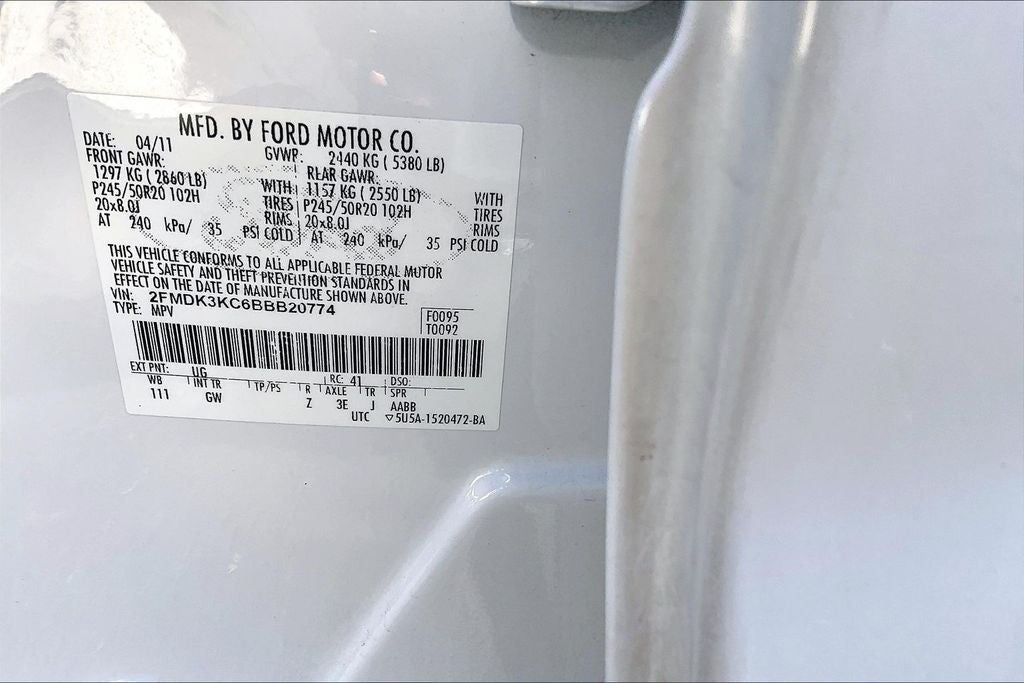 MFD. BY FORD MOTOR CO.
DATE: 04/11 GVWR: 2440 KG ( 5380 LB)
FRONT GAWR: REAR GAWR:
1297 KG ( 2860 LB) WITH 1157 KG ( 2550 LB) WITH
P245/50R20 102H TIRES P245/50R20 102H TIRES
20x8.0J RIMS 20x8.0J RIMS
AT 240 kPa/ 35 PSI COLD AT 240 kPa/ 35 PSI COLD
THIS VEHICLE CONFORMS TO ALL APPLICABLE FEDERAL MOTOR
VEHICLE SAFETY AND THEFT PREVENTION STANDARDS IN
EFFECT ON THE DATE OF MANUFACTURE SHOWN ABOVE.
VIN: 2FMDK3KC6BBB20774
TYPE: MPV
F0095
T0092
EXT PNT: UG RC: 41 DSO:
WB INT TR TP/PS R AXLE TR SPR
111 GW Z 3E J AABB
UTC ▽5U5A-1520472-BA